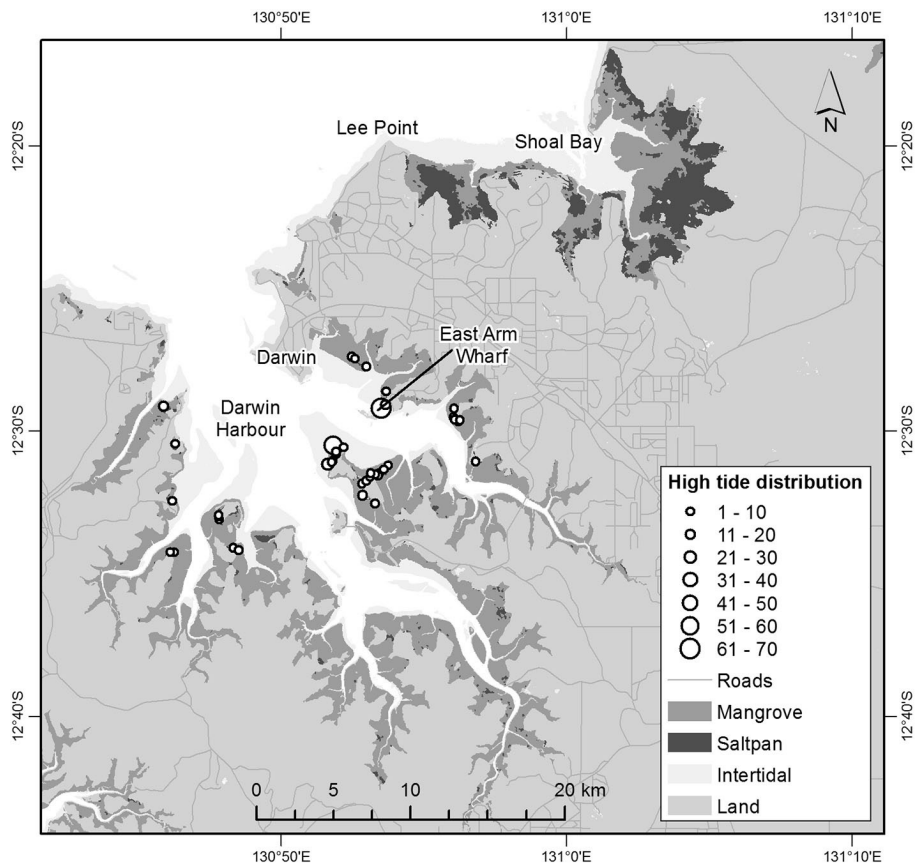 130°50'E
131°0'E
131°10'E
12°20'S
12°20'S
N
Lee Point
Shoal Bay
East Arm
Wharf
Darwin
Darwin
Harbour
12°30'S
12°30'S
High tide distribution
1 - 10
11 - 20
21 - 30
31 - 40
41 - 50
51 - 60
61 - 70
Roads
Mangrove
Saltpan
Intertidal
Land
12°40'S
12°40'S
0 5 10 20 km
130°50'E
131°0'E
131°10'E